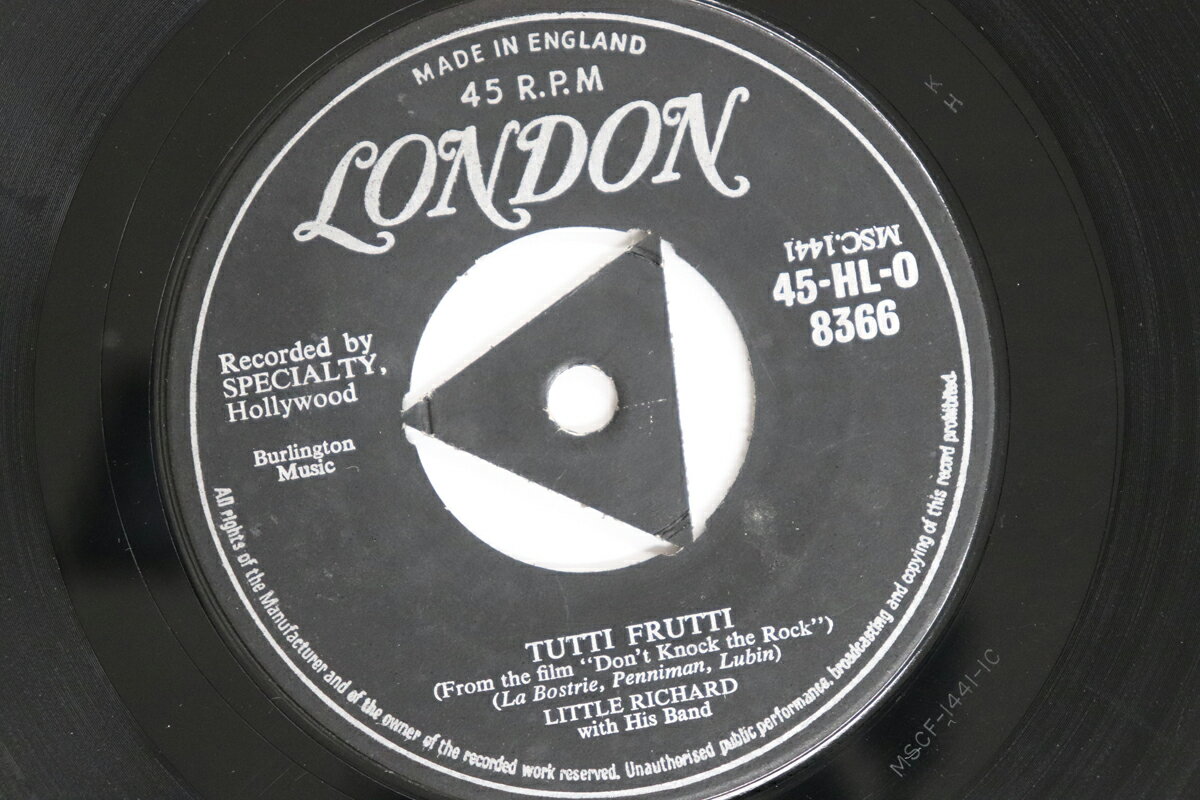 MADE IN ENGLAND
45 R.P.M
LONDON
MSC.1441
45-HL-O
8366
Recorded by
SPECIALTY,
Hollywood
Burlington
Music
TUTTI FRUTTI
(From the film "Don't Knock the Rock")
(La Bostrie, Penniman, Lubin)
LITTLE RICHARD
with His Band
All rights of the Manufacturer and of the owner of the recorded work reserved. Unauthorised public performance, broadcasting and copying of this record prohibited.
K
H
MSCF-1441-1C